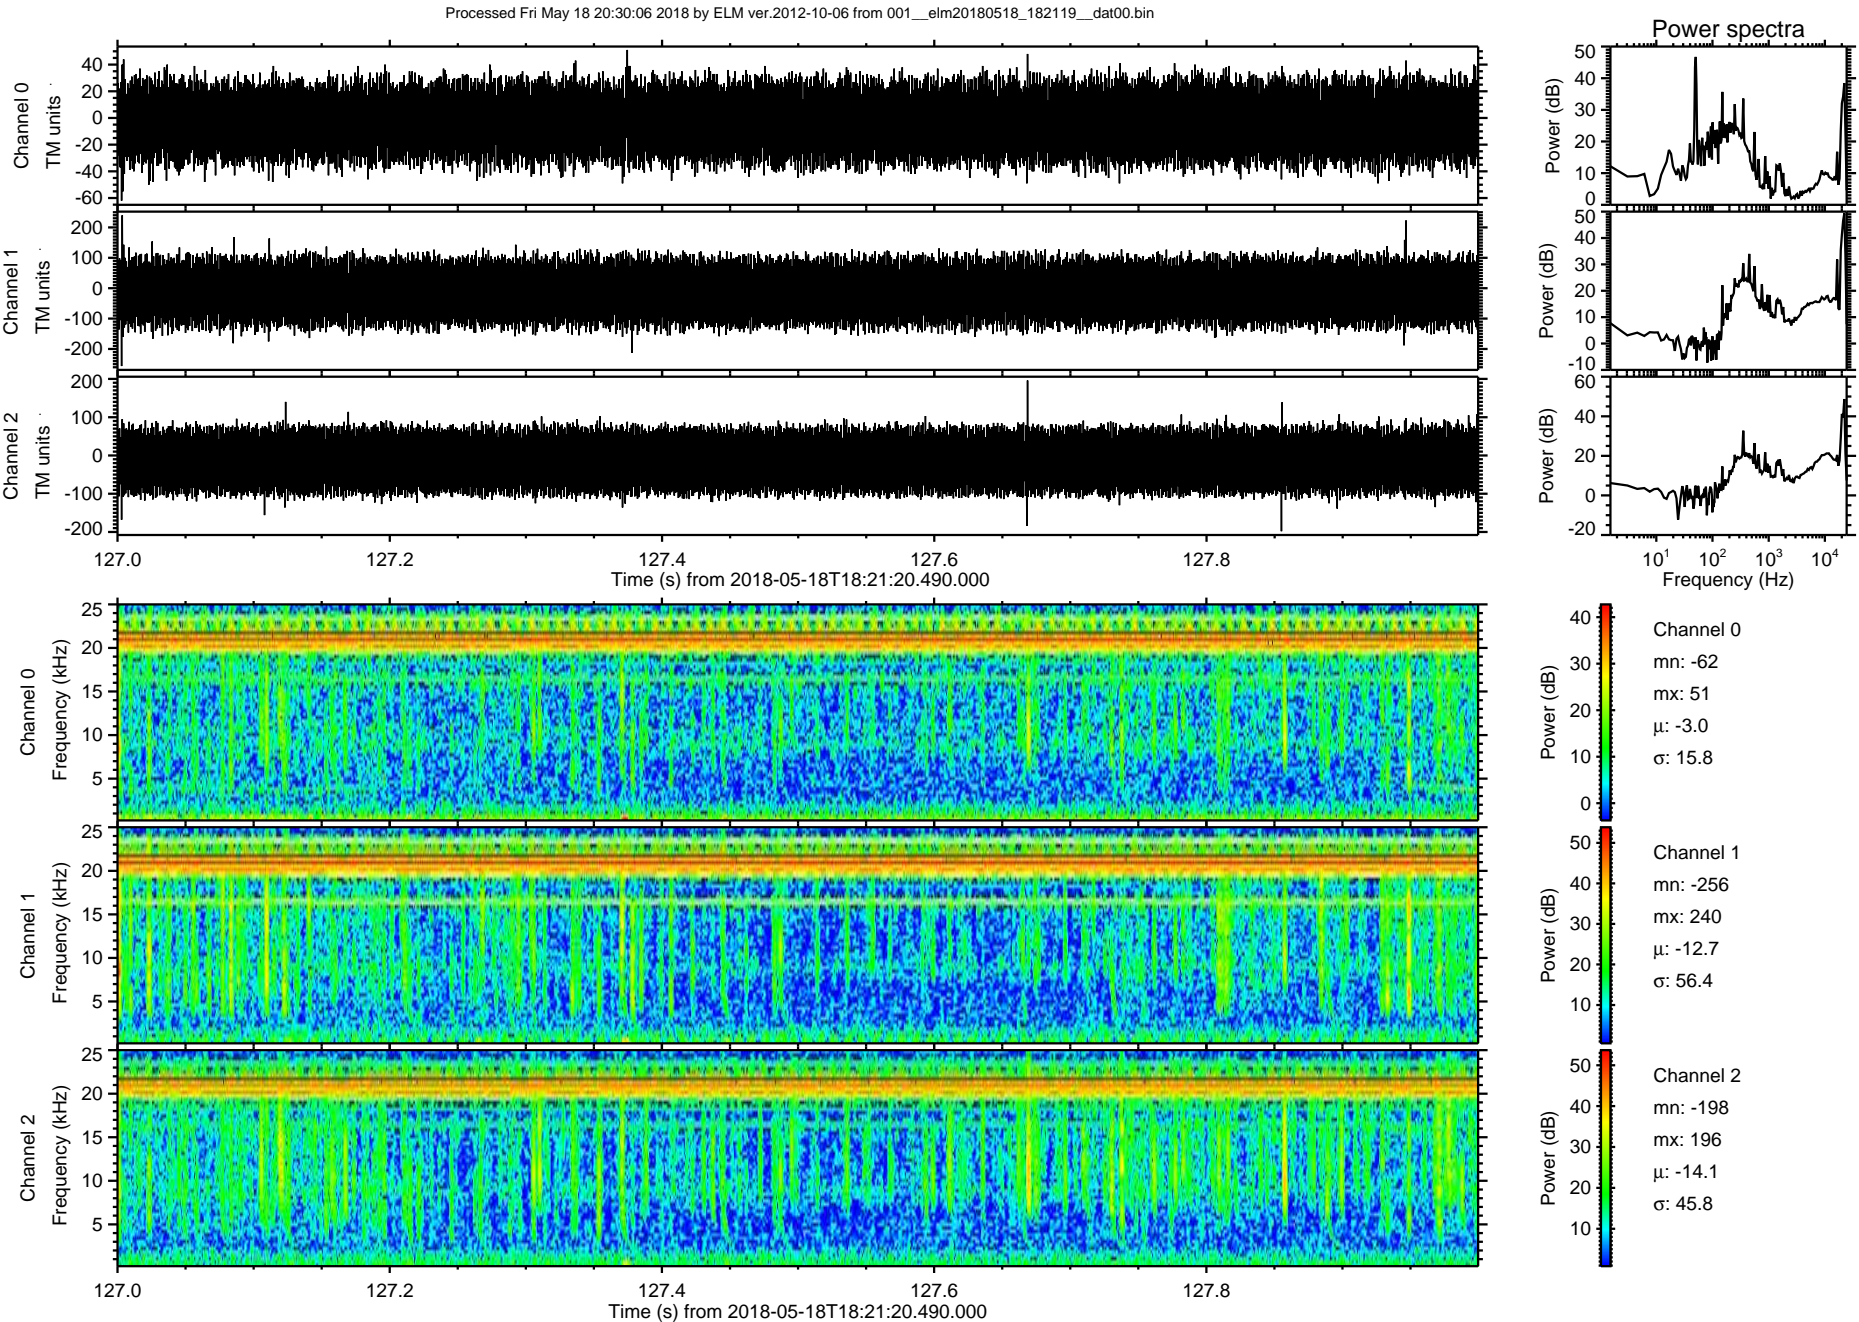 Processed Fri May 18 20:30:06 2018 by ELM ver.2012-10-06 from 001__elm20180518_182119__dat00.bin
Power spectra
Channel 0
TM units
40
20
0
-20
-40
-60
Power (dB)
50
40
30
20
10
0
Channel 1
TM units
200
100
0
-100
-200
Power (dB)
50
40
30
20
10
0
-10
Channel 2
TM units
200
100
0
-100
-200
Power (dB)
60
40
20
0
-20
127.0 127.2 127.4 127.6 127.8
Time (s) from 2018-05-18T18:21:20.490.000
10^1 10^2 10^3 10^4
Frequency (Hz)
Channel 0
Frequency (kHz)
25
20
15
10
5
Power (dB)
40
30
20
10
0
Channel 0
mn: -62
mx: 51
μ: -3.0
σ: 15.8
Channel 1
Frequency (kHz)
25
20
15
10
5
Power (dB)
50
40
30
20
10
Channel 1
mn: -256
mx: 240
μ: -12.7
σ: 56.4
Channel 2
Frequency (kHz)
25
20
15
10
5
Power (dB)
50
40
30
20
10
Channel 2
mn: -198
mx: 196
μ: -14.1
σ: 45.8
127.0 127.2 127.4 127.6 127.8
Time (s) from 2018-05-18T18:21:20.490.000